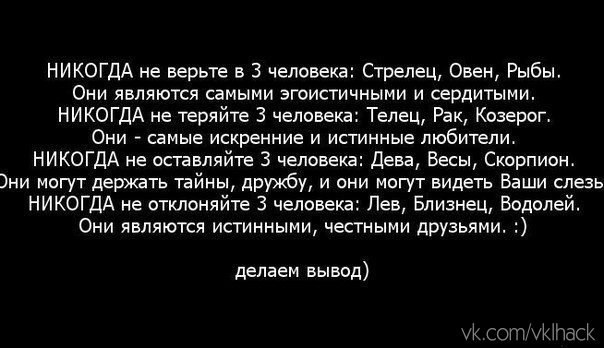 НИКОГДА не верьте в 3 человека: Стрелец, Овен, Рыбы.
Они являются самыми эгоистичными и сердитыми.
НИКОГДА не теряйте 3 человека: Телец, Рак, Козерог.
Они - самые искренние и истинные любители.
НИКОГДА не оставляйте 3 человека: Дева, Весы, Скорпион.
Они могут держать тайны, дружбу, и они могут видеть Ваши слезы
НИКОГДА не отклоняйте 3 человека: Лев, Близнец, Водолей.
Они являются истинными, честными друзьями. :)
делаем вывод)
vk.com/vklhack